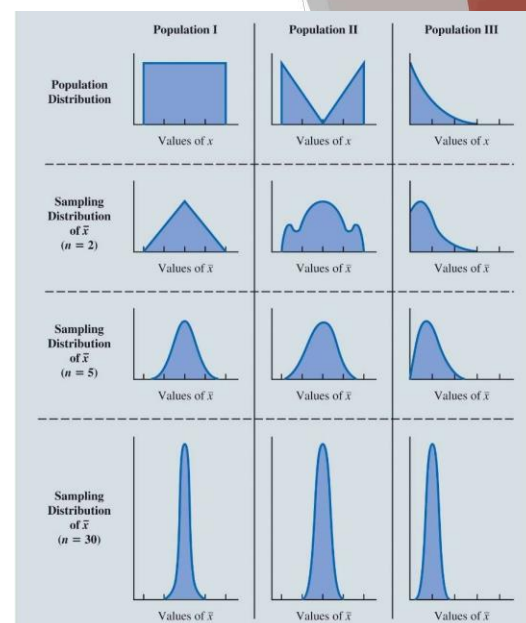 Population I
Population II
Population III
Population
Distribution
Values of x
Values of x
Values of x
Sampling
Distribution
of x̄
(n = 2)
Values of x̄
Values of x̄
Values of x̄
Sampling
Distribution
of x̄
(n = 5)
Values of x̄
Values of x̄
Values of x̄
Sampling
Distribution
of x̄
(n = 30)
Values of x̄
Values of x̄
Values of x̄